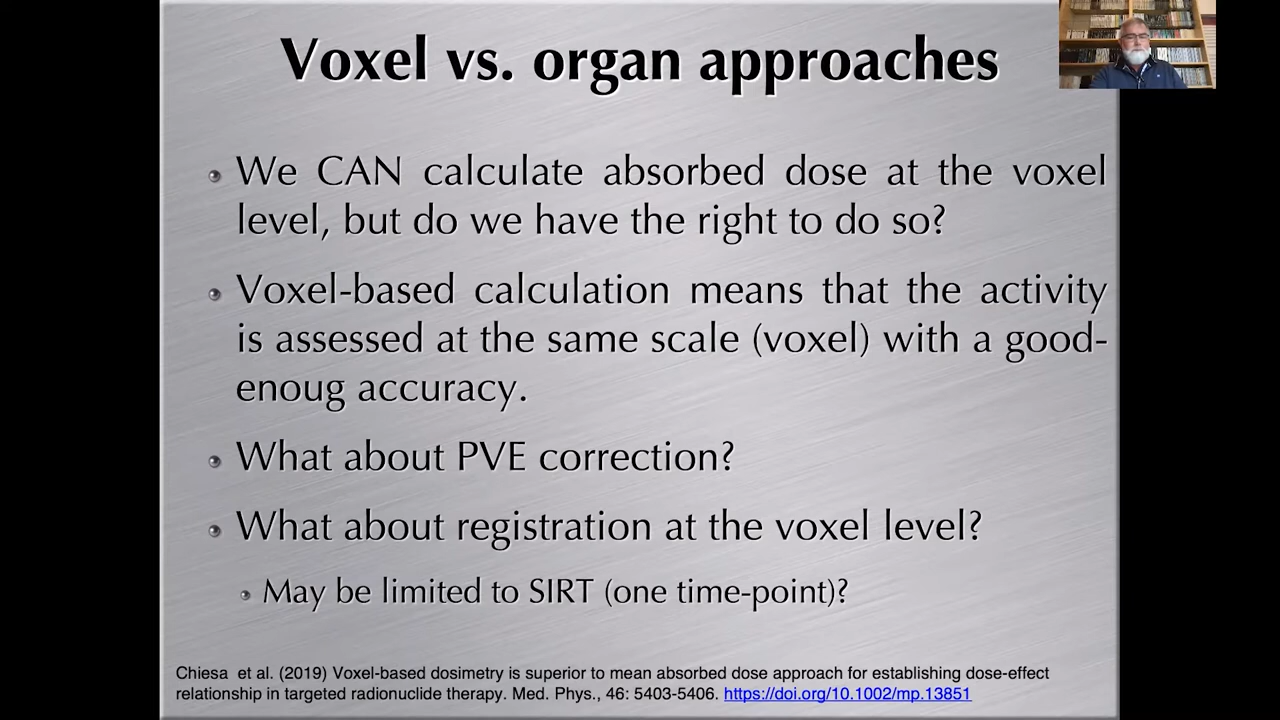 Voxel vs. organ approaches
We CAN calculate absorbed dose at the voxel
level, but do we have the right to do so?
Voxel-based calculation means that the activity
is assessed at the same scale (voxel) with a good-
enoug accuracy.
What about PVE correction?
What about registration at the voxel level?
May be limited to SIRT (one time-point)?
Chiesa et al. (2019) Voxel-based dosimetry is superior to mean absorbed dose approach for establishing dose-effect
relationship in targeted radionuclide therapy. Med. Phys., 46: 5403-5406. https://doi.org/10.1002/mp.13851